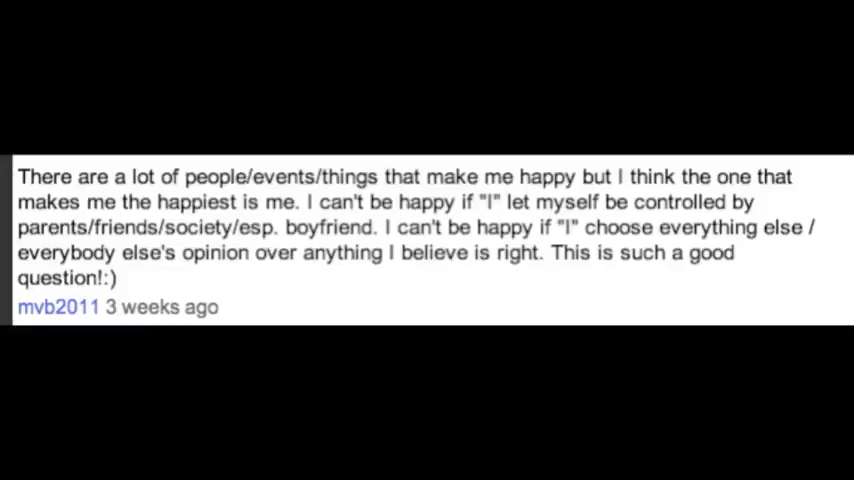 There are a lot of people/events/things that make me happy but I think the one that
makes me the happiest is me. I can't be happy if "I" let myself be controlled by
parents/friends/society/esp. boyfriend. I can't be happy if "I" choose everything else /
everybody else's opinion over anything I believe is right. This is such a good
question!:)
mvb2011 3 weeks ago